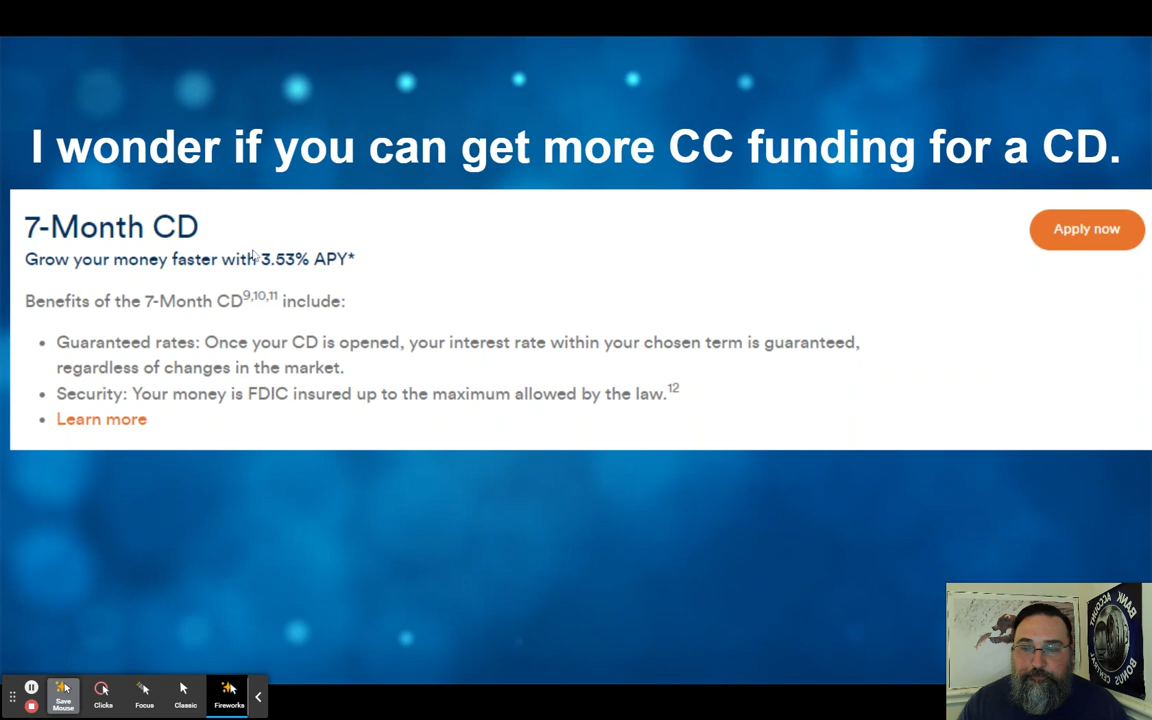 I wonder if you can get more CC funding for a CD.
7-Month CD
Apply now
Grow your money faster with 3.53% APY*
Benefits of the 7-Month CD9,10,11 include:
• Guaranteed rates: Once your CD is opened, your interest rate within your chosen term is guaranteed,
regardless of changes in the market.
• Security: Your money is FDIC insured up to the maximum allowed by the law.12
• Learn more
BANK
ACCOUNT
BONUS
CENTRAL
Save
Mouse
Clicks
Focus
Classic
Fireworks